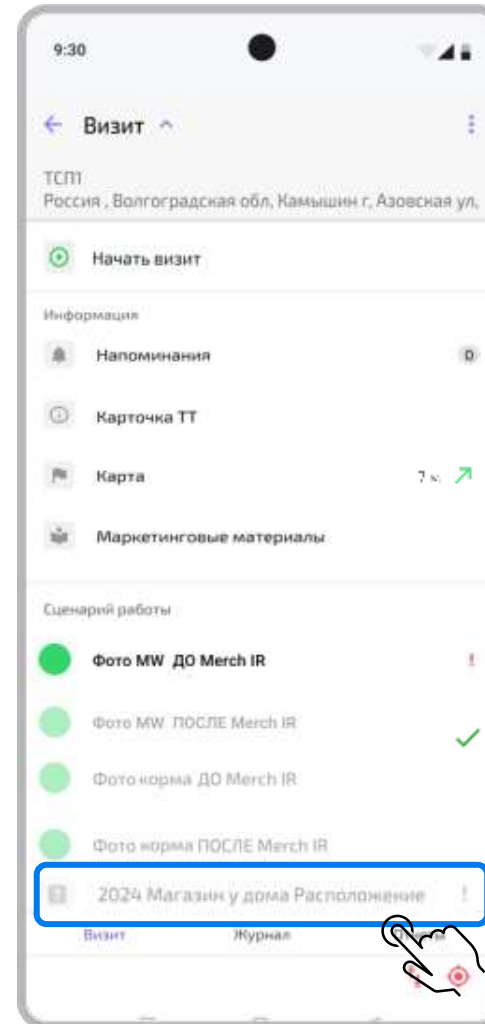 9:30
Визит
ТСП1
Россия , Волгоградская обл, Камышин г, Азовская ул,
Начать визит
Информация
Напоминания
0
Карточка ТТ
Карта
7 м.
Маркетинговые материалы
Сценарий работы
Фото MW ДО Merch IR !
Фото MW ПОСЛЕ Merch IR
Фото корма ДО Merch IR
Фото корма ПОСЛЕ Merch IR
2024 Магазин у дома Расположение !
Визит Журнал